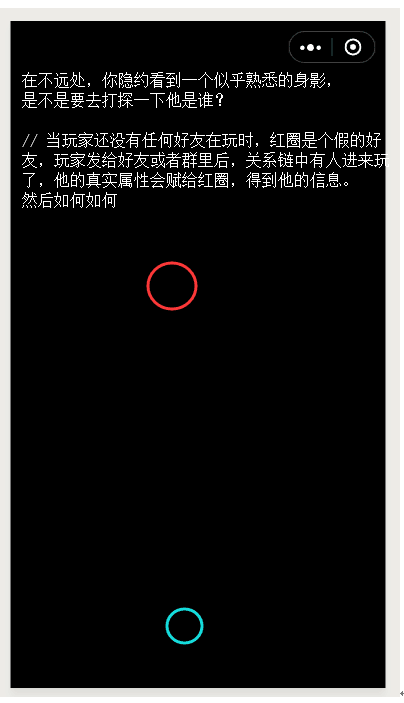 在不远处，你隐约看到一个似乎熟悉的身影，
是不是要去打探一下他是谁？
// 当玩家还没有任何好友在玩时，红圈是个假的好
友，玩家发给好友或者群里后，关系链中有人进来玩
了，他的真实属性会赋给红圈，得到他的信息。
然后如何如何